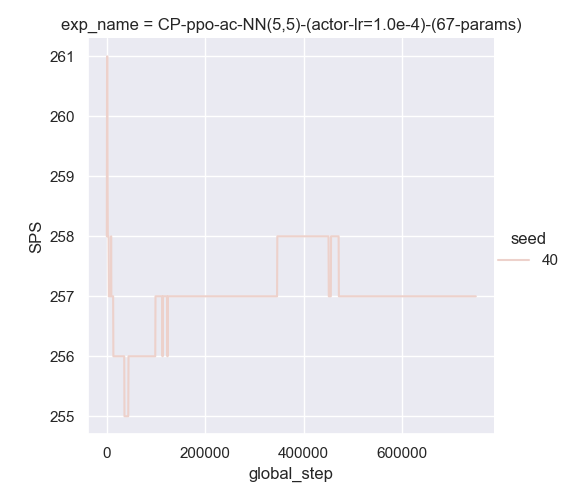 exp_name = CP-ppo-ac-NN(5,5)-(actor-lr=1.0e-4)-(67-params)
261
260
259
258
257
256
255
SPS
0 200000 400000 600000
global_step
seed
40